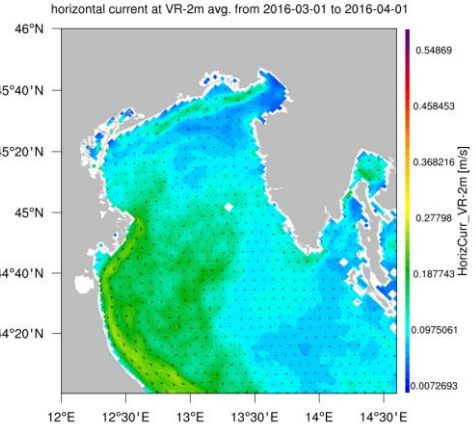 horizontal current at VR-2m avg. from 2016-03-01 to 2016-04-01
46°N
45°40'N
45°20'N
45°N
44°40'N
44°20'N
12°E 12°30'E 13°E 13°30'E 14°E 14°30'E
0.54869
0.458453
0.368216
0.27798
0.187743
0.0975061
0.0072693
HorizCurr_VR-2m [m/s]